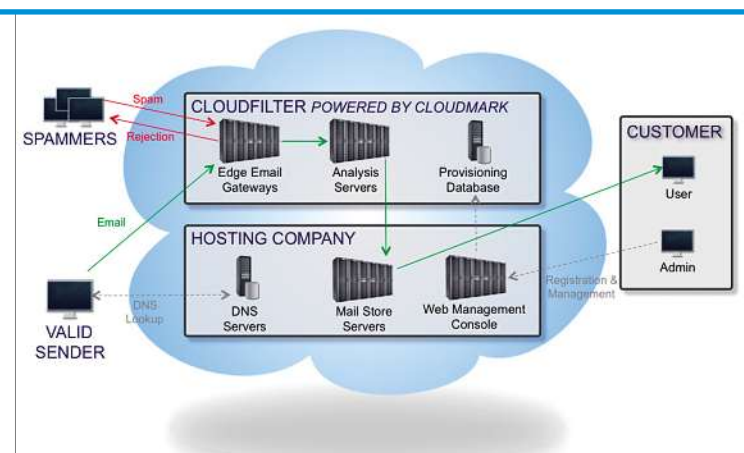 Spam
SPAMMERS
Rejection
CLOUDFILTER POWERED BY CLOUDMARK
Edge Email
Gateways
Analysis
Servers
Provisioning
Database
CUSTOMER
User
Admin
Email
HOSTING COMPANY
DNS
Servers
Mail Store
Servers
Web Management
Console
Registration &
Management
DNS
Lookup
VALID
SENDER